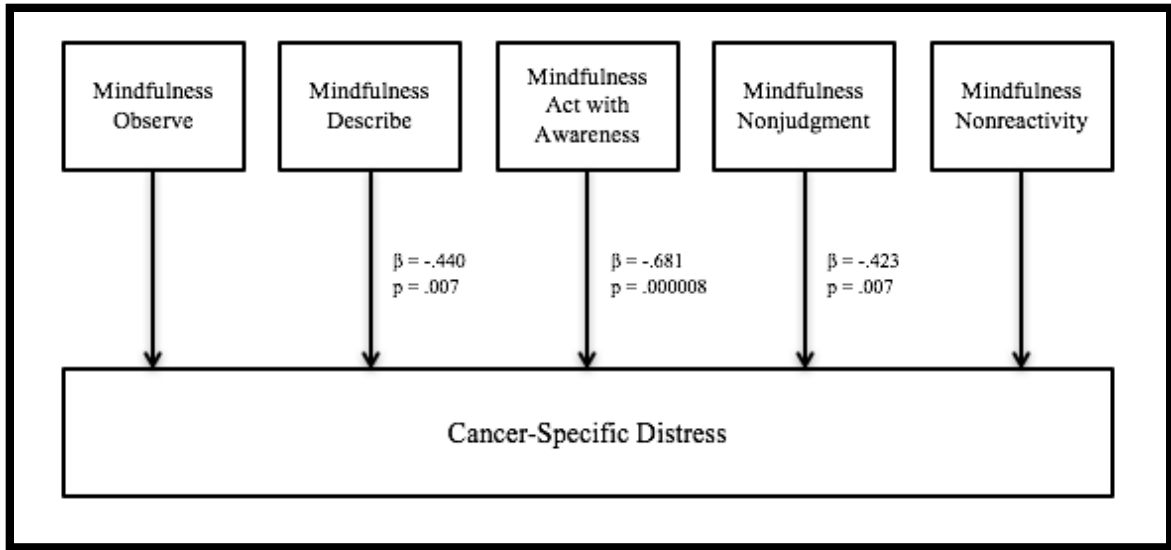 Mindfulness
Observe
Mindfulness
Describe
Mindfulness
Act with
Awareness
Mindfulness
Nonjudgment
Mindfulness
Nonreactivity
β = -.440
p = .007
β = -.681
p = .000008
β = -.423
p = .007
Cancer-Specific Distress